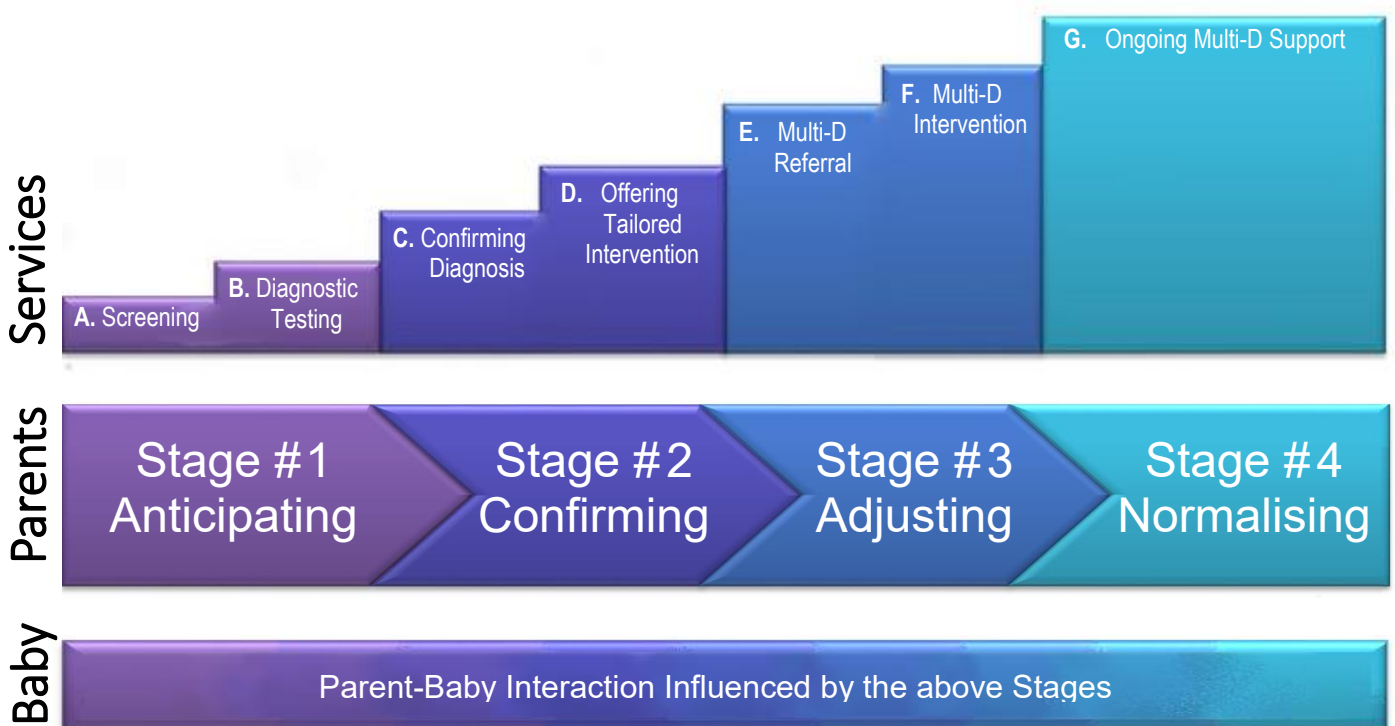 Services
A. Screening
B. Diagnostic
Testing
C. Confirming
Diagnosis
D. Offering
Tailored
Intervention
E. Multi-D
Referral
F. Multi-D
Intervention
G. Ongoing Multi-D Support
Parents
Stage #1
Anticipating
Stage #2
Confirming
Stage #3
Adjusting
Stage #4
Normalising
Baby
Parent-Baby Interaction Influenced by the above Stages